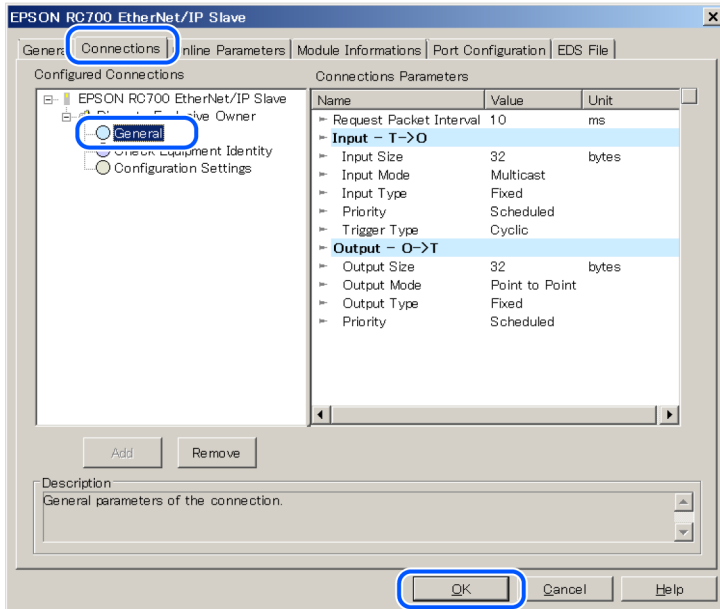 EPSON RC700 EtherNet/IP Slave
Connections
Module Informations
Port Configuration
EDS File
Configured Connections
Connections Parameters
EPSON RC700 EtherNet/IP Slave
Owner
General
Equipment Identity
Configuration Settings
Name Value Unit
Request Packet Interval 10 ms
Input - T->O
Input Size 32 bytes
Input Mode Multicast
Input Type Fixed
Priority Scheduled
Trigger Type Cyclic
Output - O->T
Output Size 32 bytes
Output Mode Point to Point
Output Type Fixed
Priority Scheduled
Add Remove
Description
General parameters of the connection.
OK Cancel Help